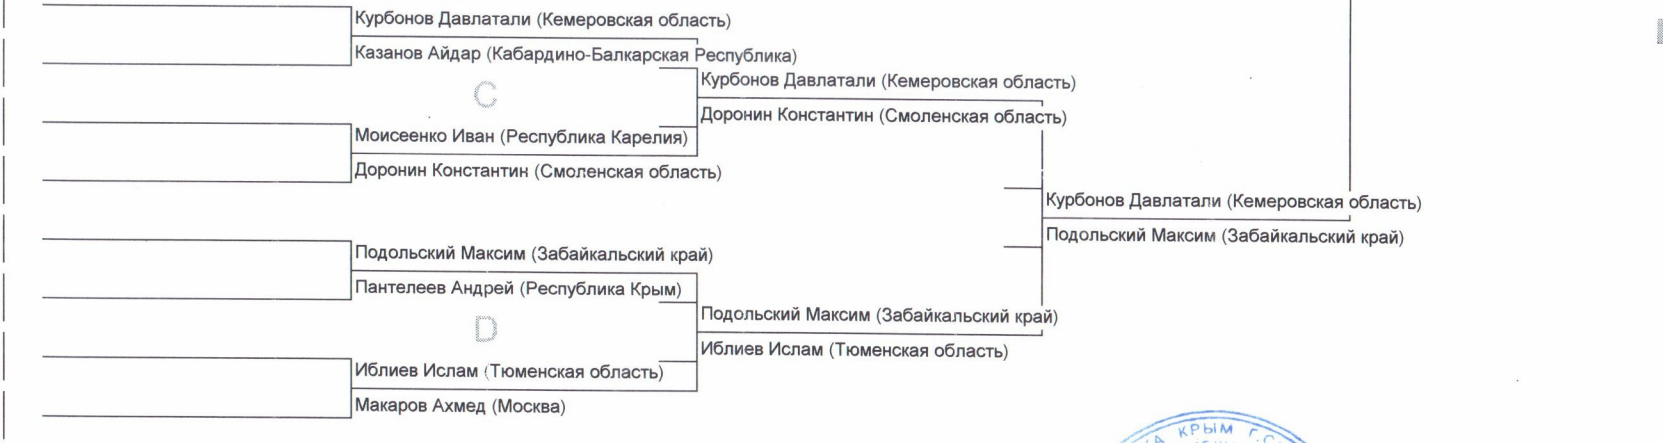 Курбонов Давлатали (Кемеровская область)
Казанов Айдар (Кабардино-Балкарская Республика)
Курбонов Давлатали (Кемеровская область)
C
Доронин Константин (Смоленская область)
Моисеенко Иван (Республика Карелия)
Доронин Константин (Смоленская область)
Курбонов Давлатали (Кемеровская область)
Подольский Максим (Забайкальский край)
Подольский Максим (Забайкальский край)
Пантелеев Андрей (Республика Крым)
Подольский Максим (Забайкальский край)
D
Иблиев Ислам (Тюменская область)
Иблиев Ислам (Тюменская область)
Макаров Ахмед (Москва)
КРЫМ